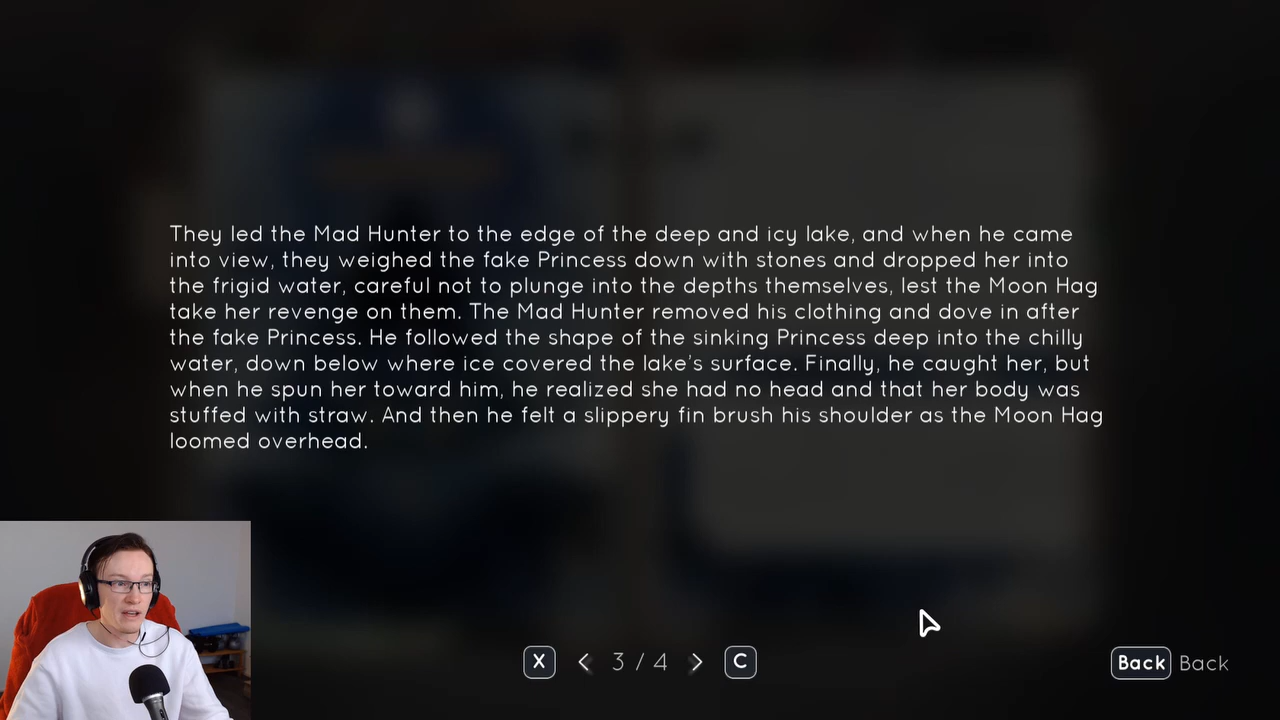 They led the Mad Hunter to the edge of the deep and icy lake, and when he came
into view, they weighed the fake Princess down with stones and dropped her into
the frigid water, careful not to plunge into the depths themselves, lest the Moon Hag
take her revenge on them. The Mad Hunter removed his clothing and dove in after
the fake Princess. He followed the shape of the sinking Princess deep into the chilly
water, down below where ice covered the lake's surface. Finally, he caught her, but
when he spun her toward him, he realized she had no head and that her body was
stuffed with straw. And then he felt a slippery fin brush his shoulder as the Moon Hag
loomed overhead.
X < 3 / 4 > C
Back Back